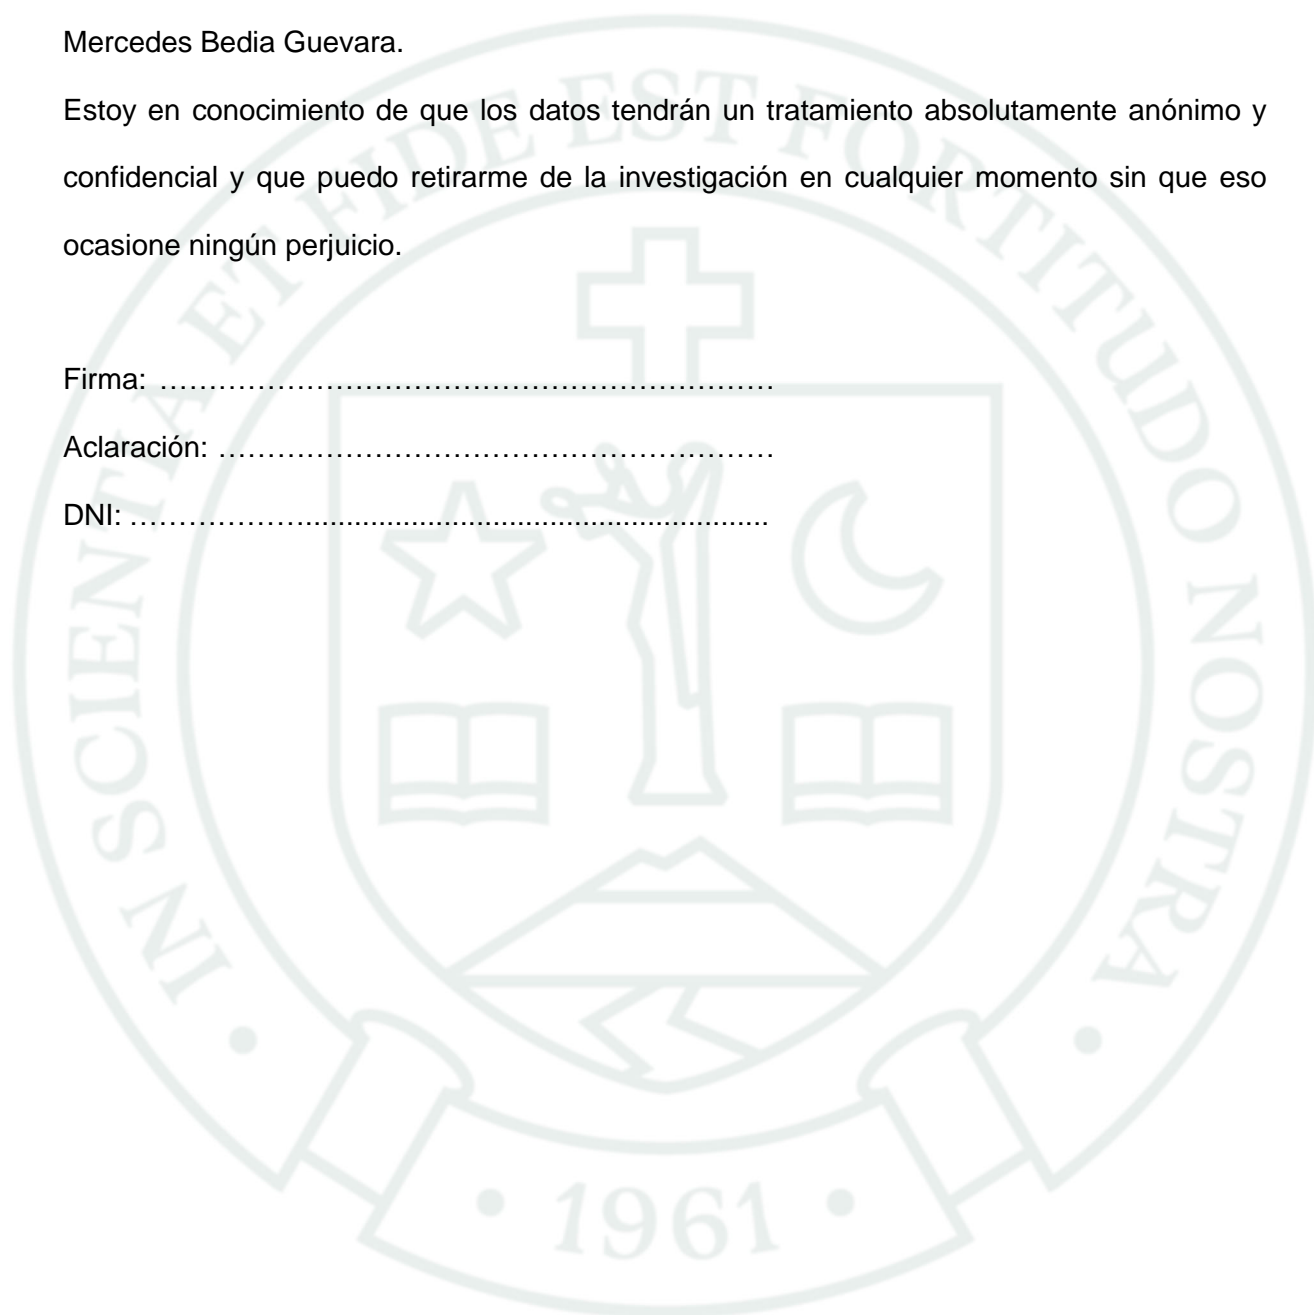 Mercedes Bedia Guevara.
Estoy en conocimiento de que los datos tendrán un tratamiento absolutamente anónimo y
confidencial y que puedo retirarme de la investigación en cualquier momento sin que eso
ocasione ningún perjuicio.
Firma: ………………………………………………………
Aclaración: …………………………………………………
DNI: ………………........................................................
IN SCIENTIA ET FIDE EST FORTITUDO NOSTRA
• 1961 •